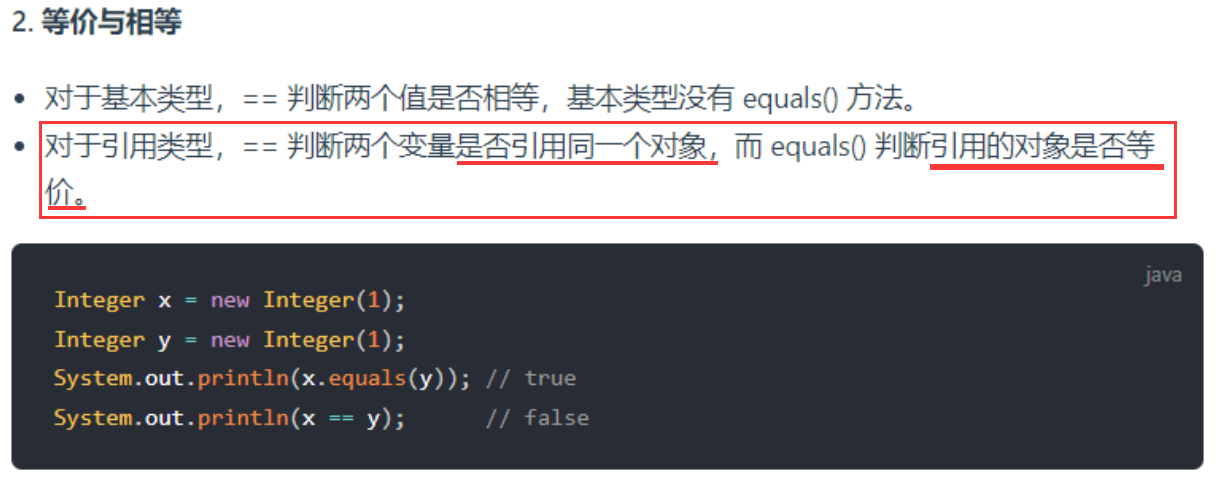 2. 等价与相等
• 对于基本类型，== 判断两个值是否相等，基本类型没有 equals() 方法。
• 对于引用类型，== 判断两个变量是否引用同一个对象，而 equals() 判断引用的对象是否等
价。
java
Integer x = new Integer(1);
Integer y = new Integer(1);
System.out.println(x.equals(y)); // true
System.out.println(x == y);      // false